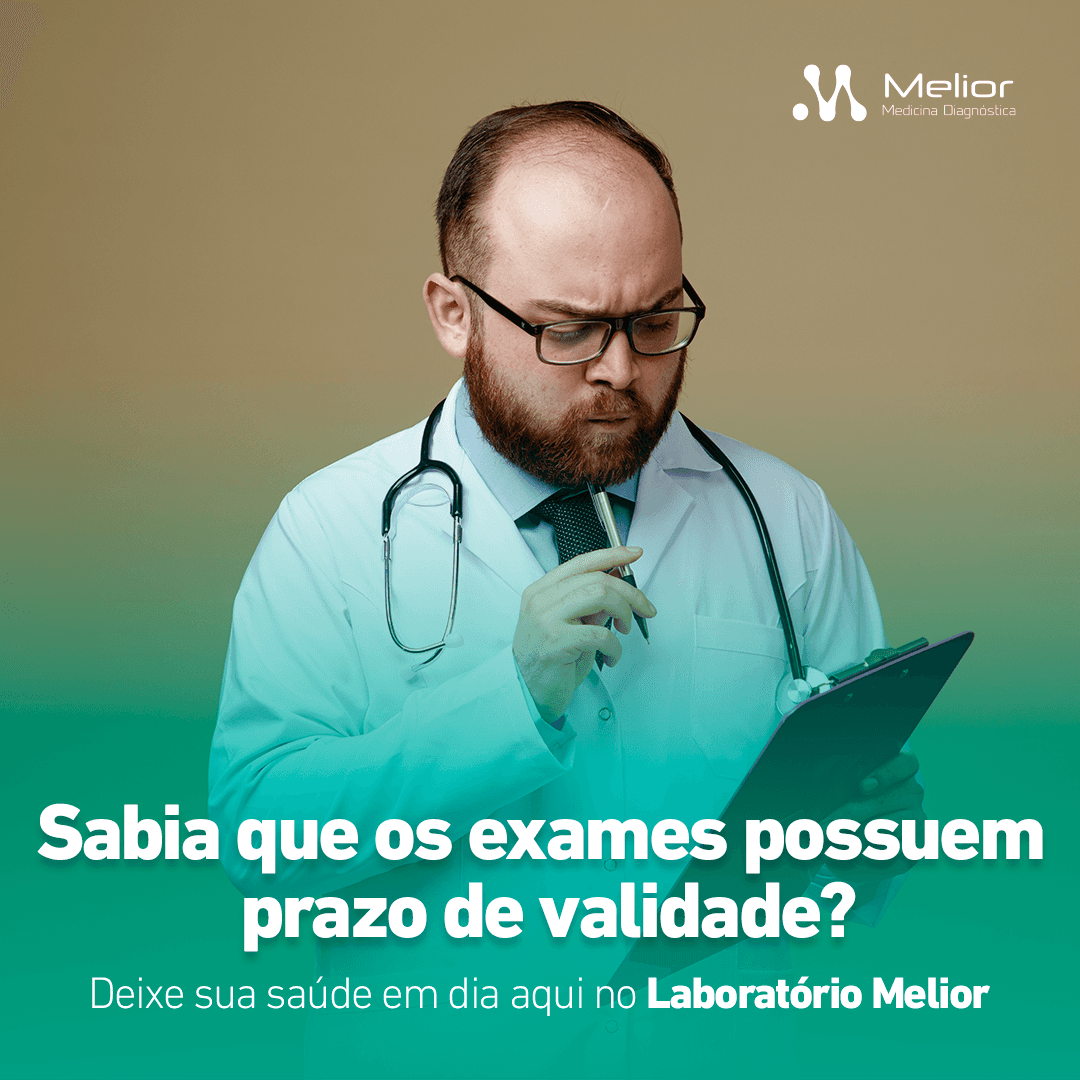 Melior
Medicina Diagnóstica
Sabia que os exames possuem
prazo de validade?
Deixe sua saúde em dia aqui no Laboratório Melior